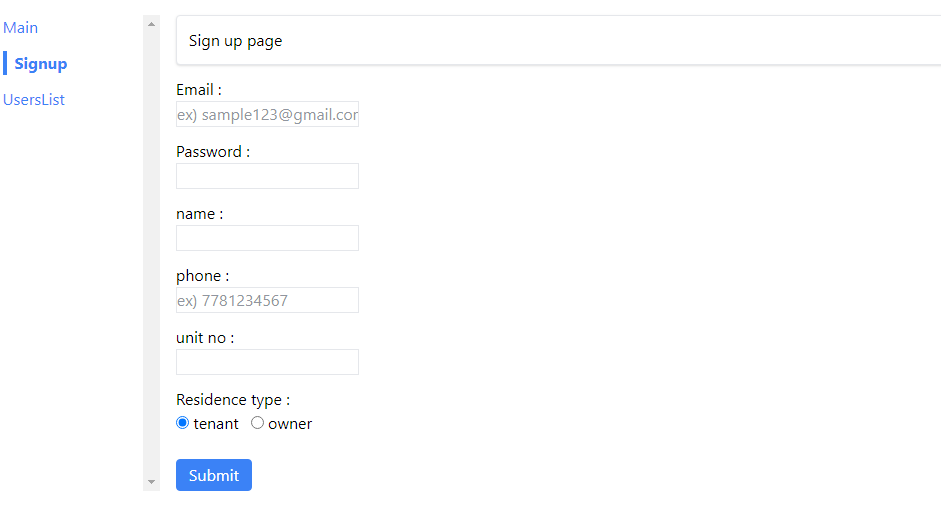 Main
Signup
UsersList
Sign up page
Email :
ex) sample123@gmail.cor
Password :
name :
phone :
ex) 7781234567
unit no :
Residence type :
tenant owner
Submit